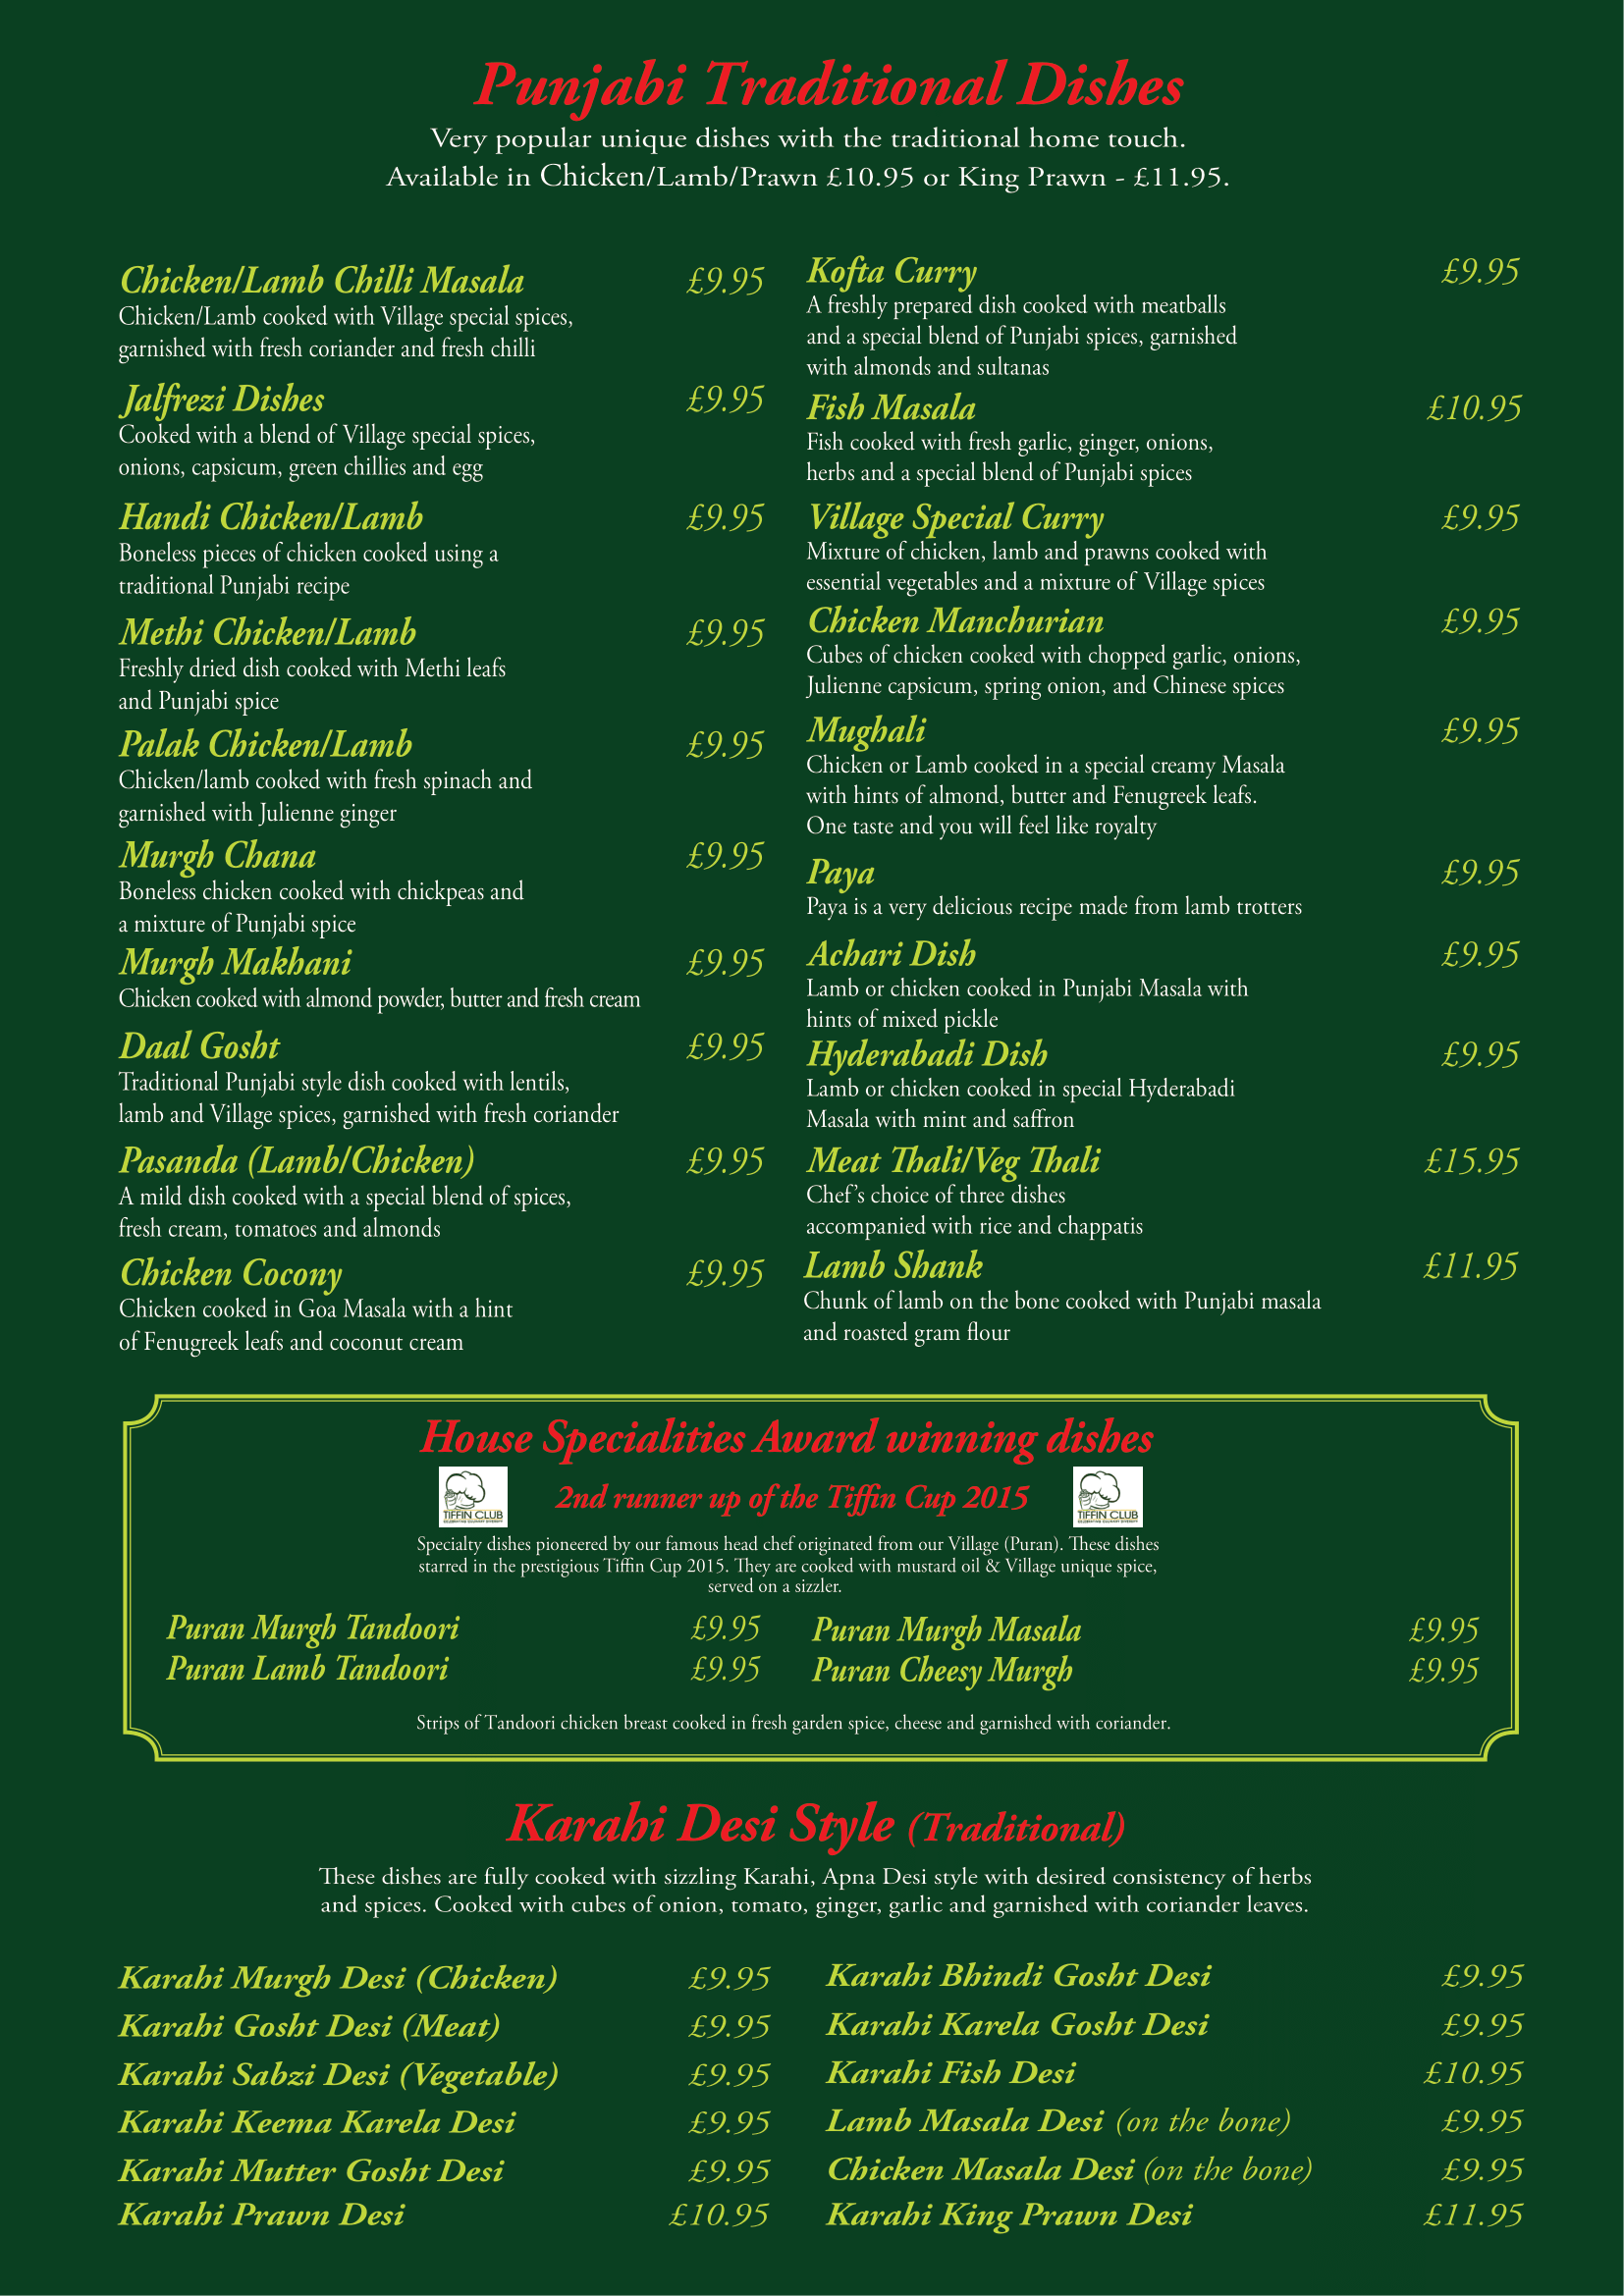 Punjabi Traditional Dishes
Very popular unique dishes with the traditional home touch.
Available in Chicken/Lamb/Prawn £10.95 or King Prawn - £11.95.
Chicken/Lamb Chilli Masala £9.95
Chicken/Lamb cooked with Village special spices,
garnished with fresh coriander and fresh chilli
Jalfrezi Dishes £9.95
Cooked with a blend of Village special spices,
onions, capsicum, green chillies and egg
Handi Chicken/Lamb £9.95
Boneless pieces of chicken cooked using a
traditional Punjabi recipe
Methi Chicken/Lamb £9.95
Freshly dried dish cooked with Methi leafs
and Punjabi spice
Palak Chicken/Lamb £9.95
Chicken/lamb cooked with fresh spinach and
garnished with Julienne ginger
Murgh Chana £9.95
Boneless chicken cooked with chickpeas and
a mixture of Punjabi spice
Murgh Makhani £9.95
Chicken cooked with almond powder, butter and fresh cream
Daal Gosht £9.95
Traditional Punjabi style dish cooked with lentils,
lamb and Village spices, garnished with fresh coriander
Pasanda (Lamb/Chicken) £9.95
A mild dish cooked with a special blend of spices,
fresh cream, tomatoes and almonds
Chicken Cocony £9.95
Chicken cooked in Goa Masala with a hint
of Fenugreek leafs and coconut cream
Kofta Curry £9.95
A freshly prepared dish cooked with meatballs
and a special blend of Punjabi spices, garnished
with almonds and sultanas
Fish Masala £10.95
Fish cooked with fresh garlic, ginger, onions,
herbs and a special blend of Punjabi spices
Village Special Curry £9.95
Mixture of chicken, lamb and prawns cooked with
essential vegetables and a mixture of Village spices
Chicken Manchurian £9.95
Cubes of chicken cooked with chopped garlic, onions,
Julienne capsicum, spring onion, and Chinese spices
Mughali £9.95
Chicken or Lamb cooked in a special creamy Masala
with hints of almond, butter and Fenugreek leafs.
One taste and you will feel like royalty
Paya £9.95
Paya is a very delicious recipe made from lamb trotters
Achari Dish £9.95
Lamb or chicken cooked in Punjabi Masala with
hints of mixed pickle
Hyderabadi Dish £9.95
Lamb or chicken cooked in special Hyderabadi
Masala with mint and saffron
Meat Thali/Veg Thali £15.95
Chef's choice of three dishes
accompanied with rice and chappatis
Lamb Shank £11.95
Chunk of lamb on the bone cooked with Punjabi masala
and roasted gram flour
House Specialities Award winning dishes
2nd runner up of the Tiffin Cup 2015
TIFFIN CLUB
CELEBRATING CULINARY DIVERSITY
TIFFIN CLUB
CELEBRATING CULINARY DIVERSITY
Specialty dishes pioneered by our famous head chef originated from our Village (Puran). These dishes
starred in the prestigious Tiffin Cup 2015. They are cooked with mustard oil & Village unique spice,
served on a sizzler.
Puran Murgh Tandoori £9.95
Puran Lamb Tandoori £9.95
Puran Murgh Masala £9.95
Puran Cheesy Murgh £9.95
Strips of Tandoori chicken breast cooked in fresh garden spice, cheese and garnished with coriander.
Karahi Desi Style (Traditional)
These dishes are fully cooked with sizzling Karahi, Apna Desi style with desired consistency of herbs
and spices. Cooked with cubes of onion, tomato, ginger, garlic and garnished with coriander leaves.
Karahi Murgh Desi (Chicken) £9.95
Karahi Gosht Desi (Meat) £9.95
Karahi Sabzi Desi (Vegetable) £9.95
Karahi Keema Karela Desi £9.95
Karahi Mutter Gosht Desi £9.95
Karahi Prawn Desi £10.95
Karahi Bhindi Gosht Desi £9.95
Karahi Karela Gosht Desi £9.95
Karahi Fish Desi £10.95
Lamb Masala Desi (on the bone) £9.95
Chicken Masala Desi (on the bone) £9.95
Karahi King Prawn Desi £11.95